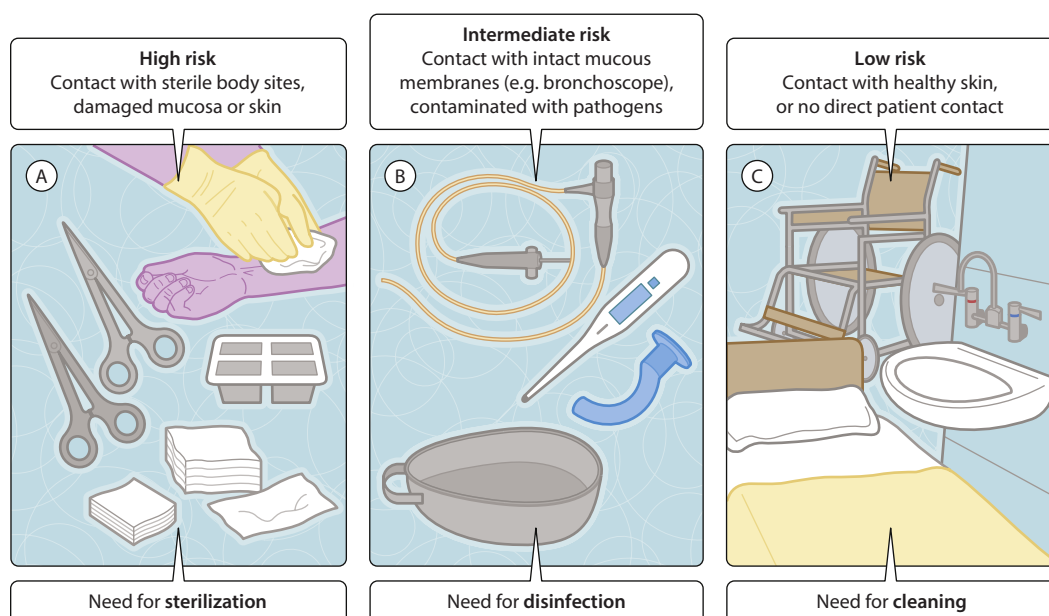 High risk
Contact with sterile body sites,
damaged mucosa or skin
Intermediate risk
Contact with intact mucous
membranes (e.g. bronchoscope),
contaminated with pathogens
Low risk
Contact with healthy skin,
or no direct patient contact
A
B
C
Need for sterilization
Need for disinfection
Need for cleaning